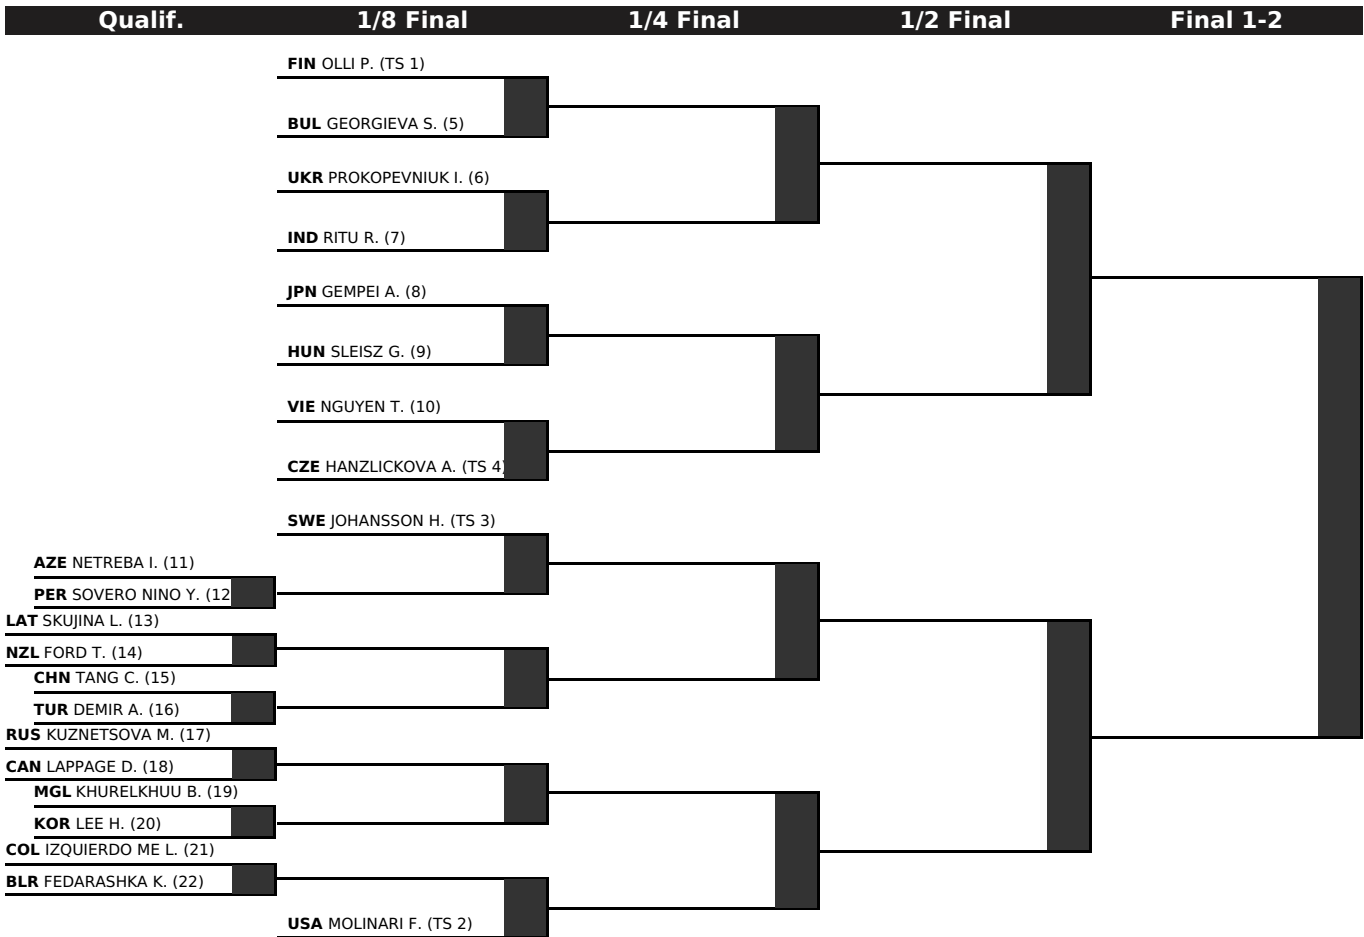 Qualif. 1/8 Final 1/4 Final 1/2 Final Final 1-2
FIN OLLI P. (TS 1)
BUL GEORGIEVA S. (5)
UKR PROKOPEVNIUK I. (6)
IND RITU R. (7)
JPN GEMPEI A. (8)
HUN SLEISZ G. (9)
VIE NGUYEN T. (10)
CZE HANZLICKOVA A. (TS 4)
SWE JOHANSSON H. (TS 3)
AZE NETREBA I. (11)
PER SOVERO NINO Y. (12
LAT SKUJINA L. (13)
NZL FORD T. (14)
CHN TANG C. (15)
TUR DEMIR A. (16)
RUS KUZNETSOVA M. (17)
CAN LAPPAGE D. (18)
MGL KHURELKHUU B. (19)
KOR LEE H. (20)
COL IZQUIERDO ME L. (21)
BLR FEDARASHKA K. (22)
USA MOLINARI F. (TS 2)